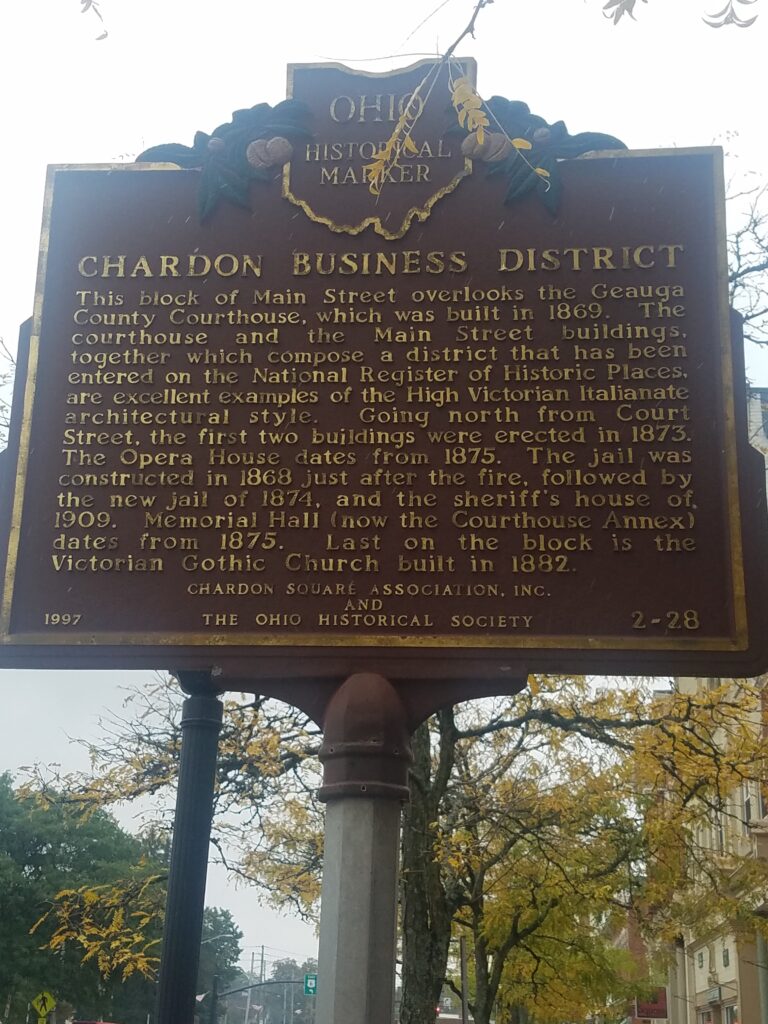 OHIO
HISTORICAL
MARKER
CHARDON BUSINESS DISTRICT
This block of Main Street overlooks the Geauga
County Courthouse, which was built in 1869. The
courthouse and the Main Street buildings,
together which compose a district that has been
entered on the National Register of Historic Places,
are excellent examples of the High Victorian Italianate
architectural style. Going north from Court
Street, the first two buildings were erected in 1873.
The Opera House dates from 1875. The jail was
constructed in 1868 just after the fire, followed by
the new jail of 1874, and the sheriff's house of
1909. Memorial Hall (now the Courthouse Annex)
dates from 1875. Last on the block is the
Victorian Gothic Church built in 1882.
CHARDON SQUARE ASSOCIATION, INC.
AND
1997 THE OHIO HISTORICAL SOCIETY 2-28